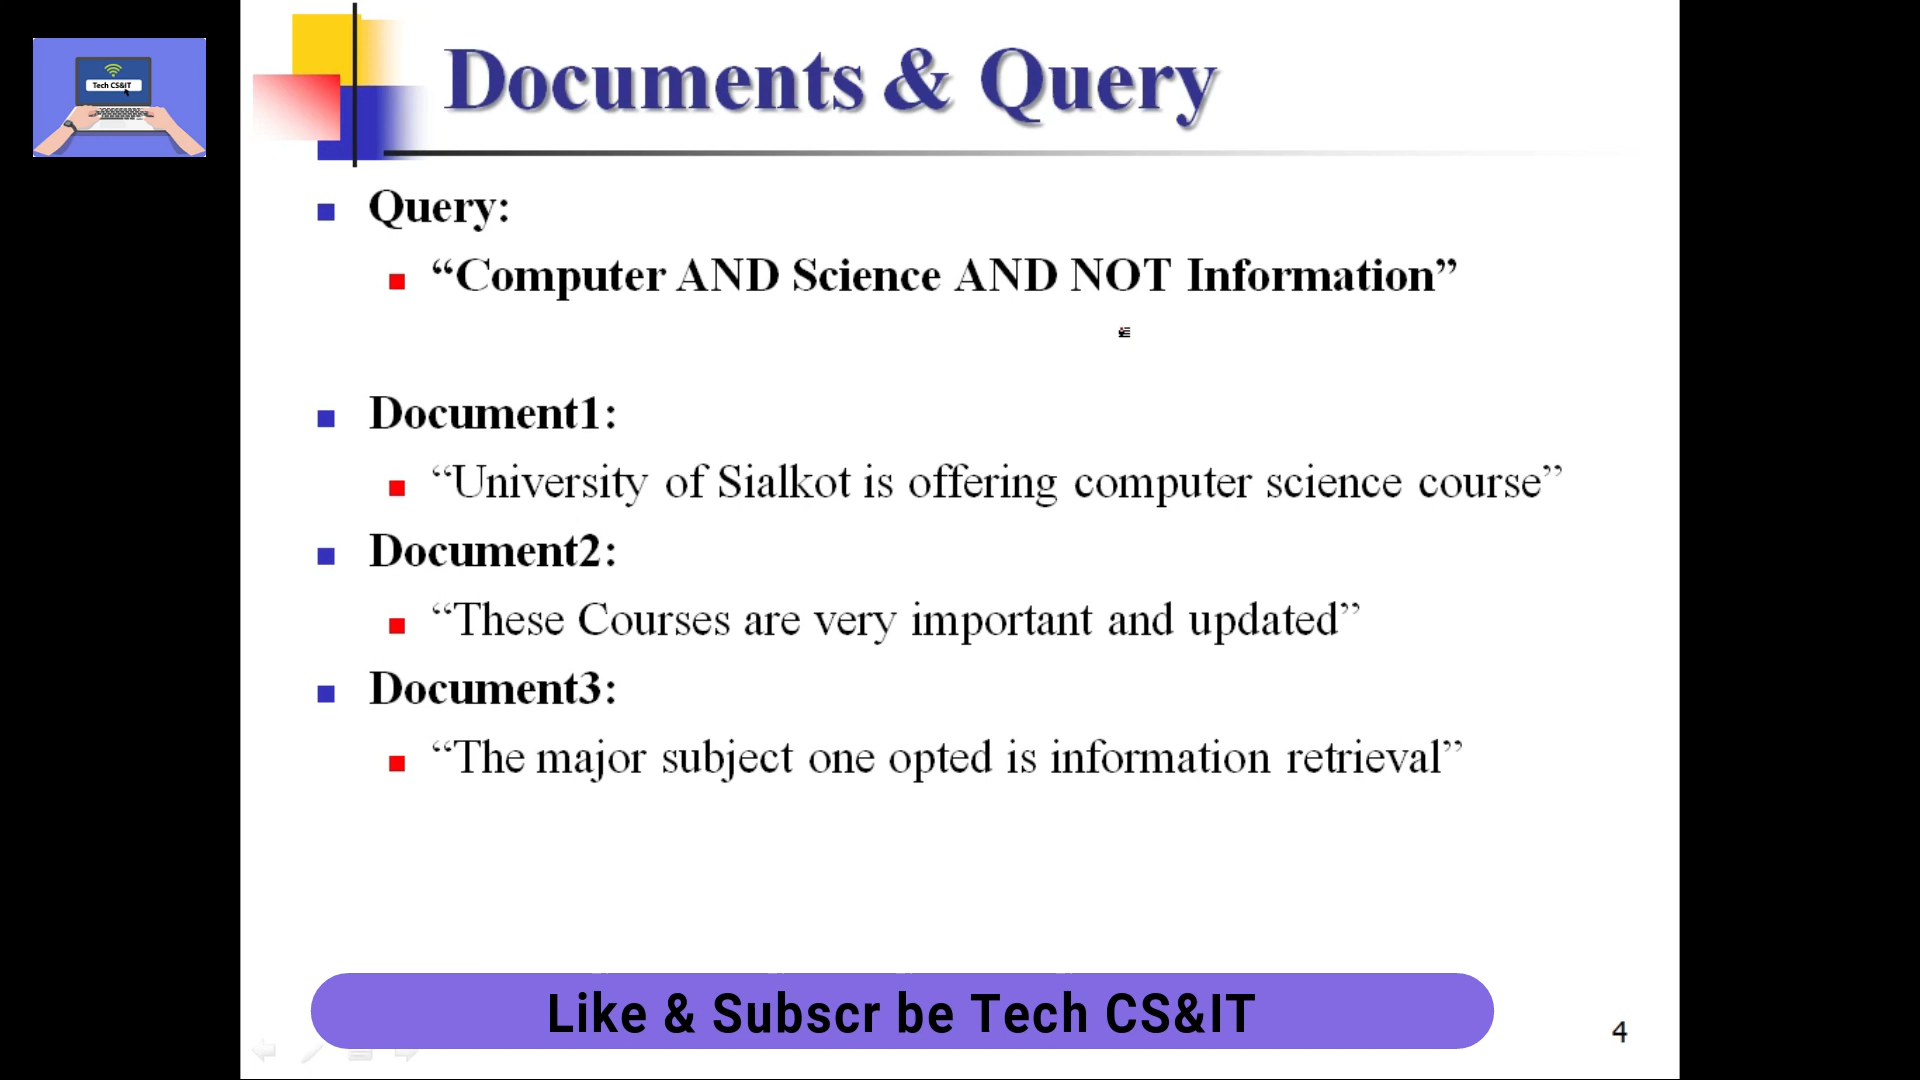 Tech CS&IT
Documents & Query
Query:
“Computer AND Science AND NOT Information”
Document1:
“University of Sialkot is offering computer science course”
Document2:
“These Courses are very important and updated”
Document3:
“The major subject one opted is information retrieval”
Like & Subscr be Tech CS&IT
4